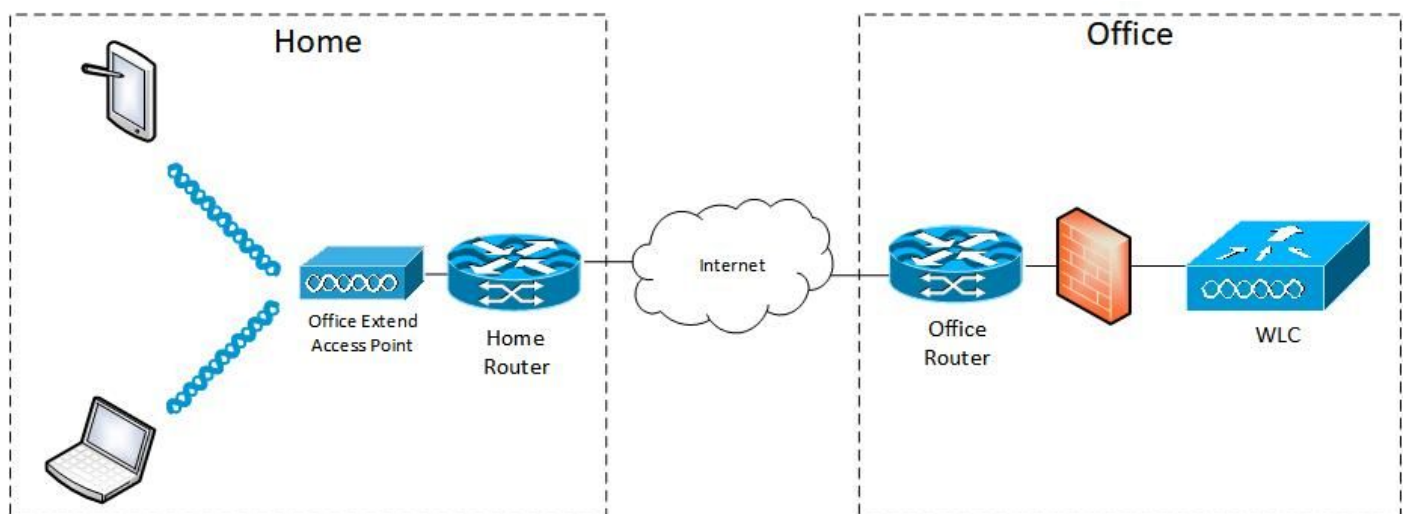 Home
Office
Office Extend
Access Point
Home
Router
Internet
Office
Router
WLC